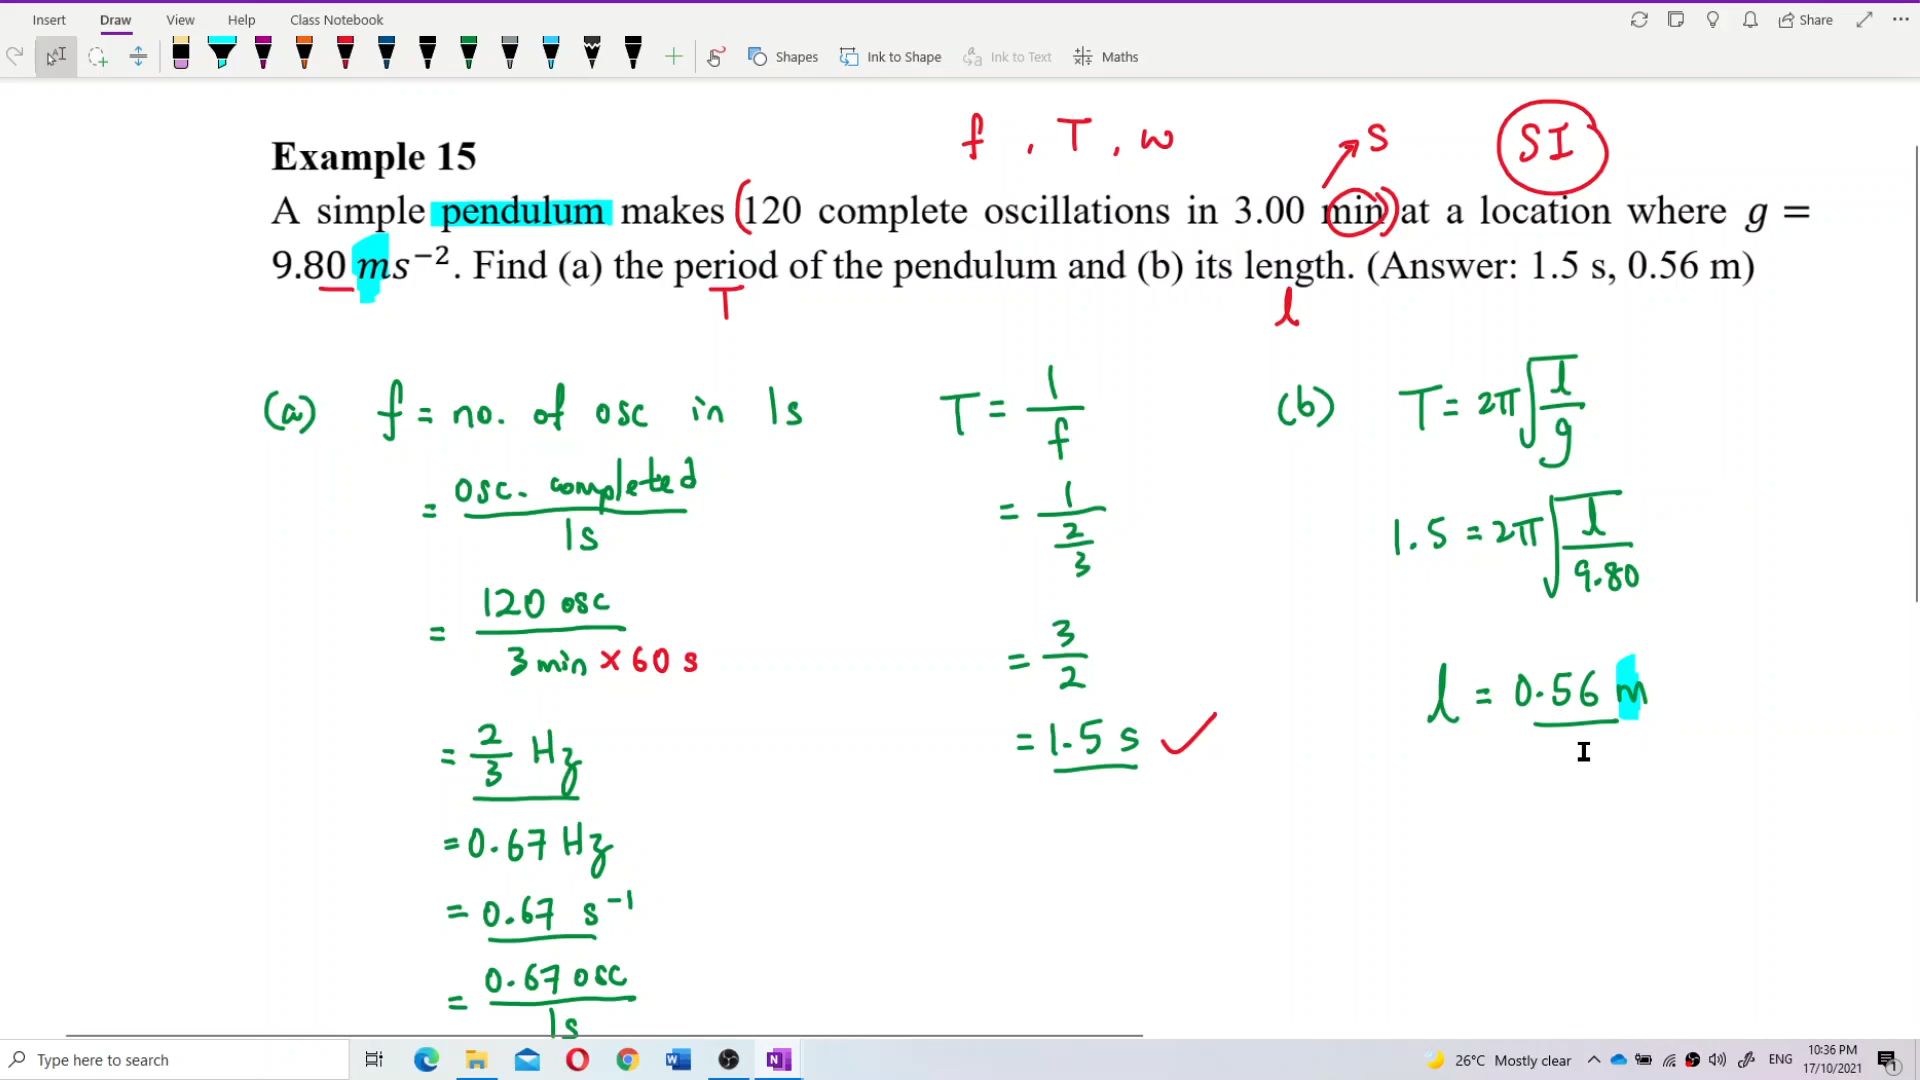 Insert Draw View Help Class Notebook Share
Shapes Ink to Shape Ink to Text Maths
f , T , ω
s
SI
Example 15
A simple pendulum makes (120 complete oscillations in 3.00 min) at a location where g =
9.80 ms⁻². Find (a) the period of the pendulum and (b) its length. (Answer: 1.5 s, 0.56 m)
T
l
(a) f = no. of osc in 1s
= osc. completed / 1s
= 120 osc / 3 min × 60 s
= 2/3 Hz
= 0.67 Hz
= 0.67 s⁻¹
= 0.67 osc / 1s
T = 1/f
= 1/(2/3)
= 3/2
= 1.5 s ✓
(b) T = 2π√(l/g)
1.5 = 2π√(l/9.80)
l = 0.56 m
Type here to search
26°C Mostly clear
ENG
10:36 PM
17/10/2021